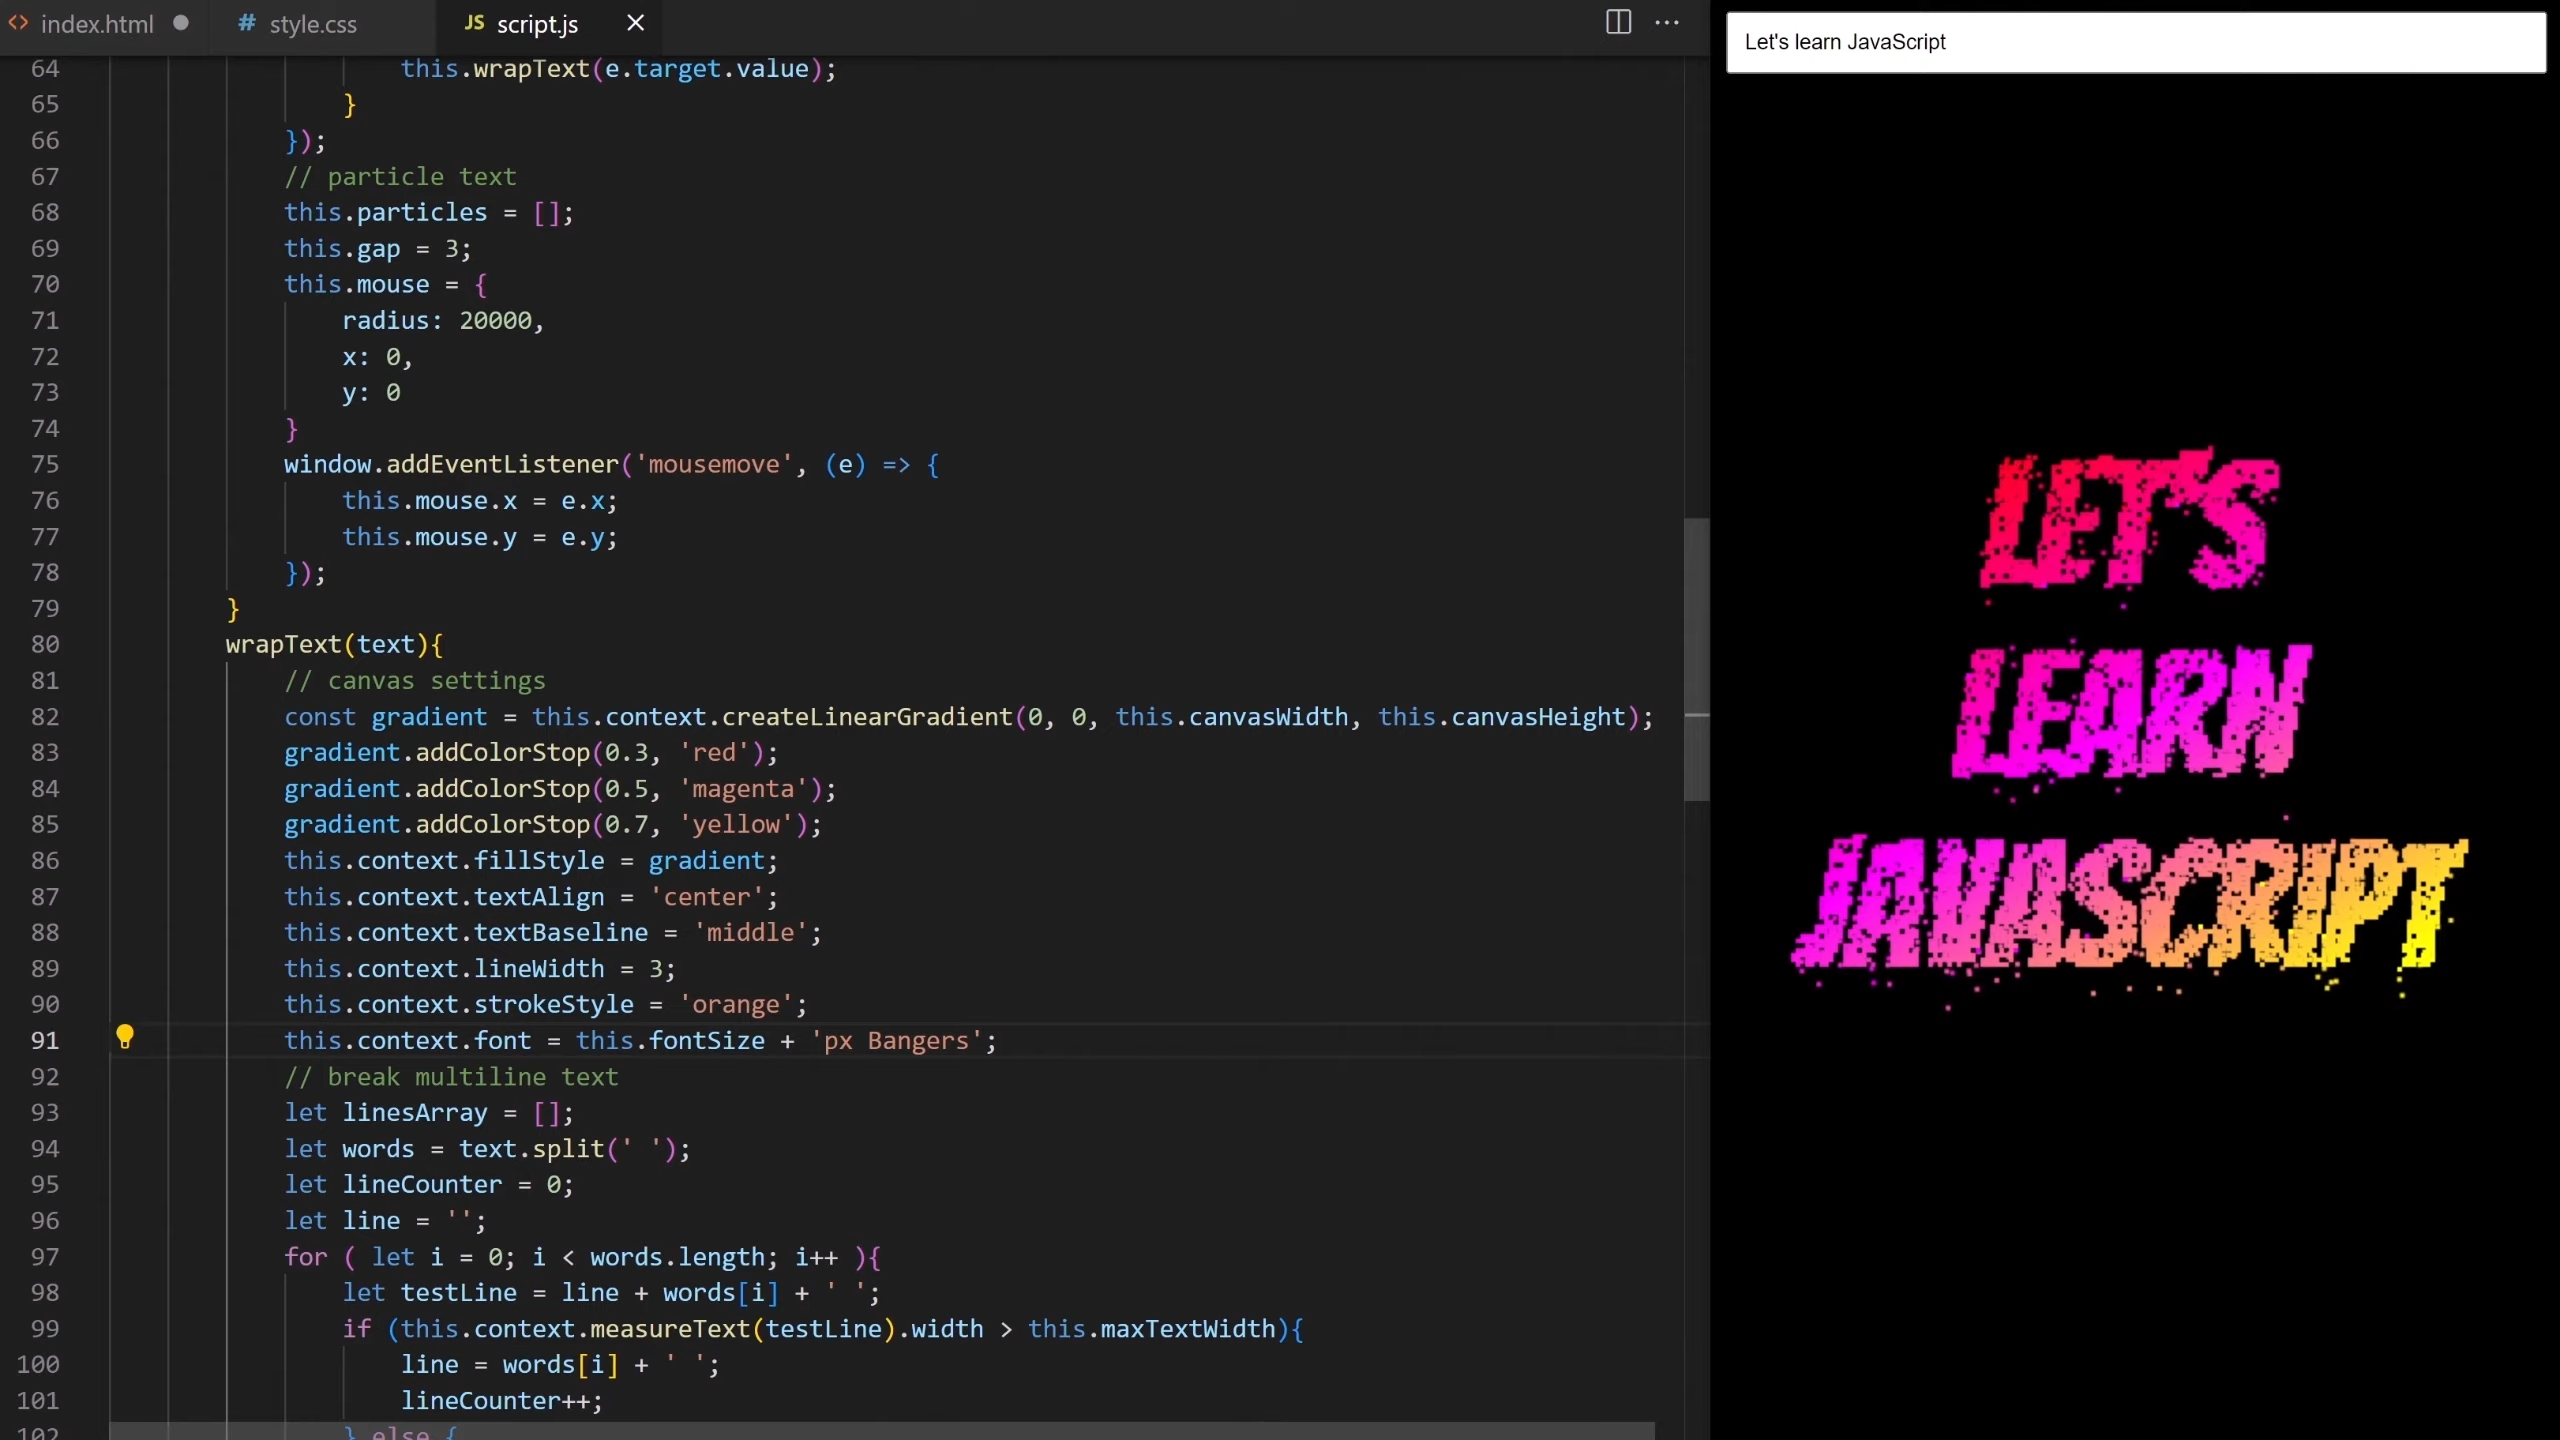 index.html
# style.css
JS script.js
64 this.wrapText(e.target.value);
65 }
66 });
67 // particle text
68 this.particles = [];
69 this.gap = 3;
70 this.mouse = {
71 radius: 20000,
72 x: 0,
73 y: 0
74 }
75 window.addEventListener('mousemove', (e) => {
76 this.mouse.x = e.x;
77 this.mouse.y = e.y;
78 });
79 }
80 wrapText(text){
81 // canvas settings
82 const gradient = this.context.createLinearGradient(0, 0, this.canvasWidth, this.canvasHeight);
83 gradient.addColorStop(0.3, 'red');
84 gradient.addColorStop(0.5, 'magenta');
85 gradient.addColorStop(0.7, 'yellow');
86 this.context.fillStyle = gradient;
87 this.context.textAlign = 'center';
88 this.context.textBaseline = 'middle';
89 this.context.lineWidth = 3;
90 this.context.strokeStyle = 'orange';
91 this.context.font = this.fontSize + 'px Bangers';
92 // break multiline text
93 let linesArray = [];
94 let words = text.split(' ');
95 let lineCounter = 0;
96 let line = '';
97 for ( let i = 0; i < words.length; i++ ){
98 let testLine = line + words[i] + ' ';
99 if (this.context.measureText(testLine).width > this.maxTextWidth){
100 line = words[i] + ' ';
101 lineCounter++;
102 } else {
Let's learn JavaScript
LET'S
LEARN
JAVASCRIPT